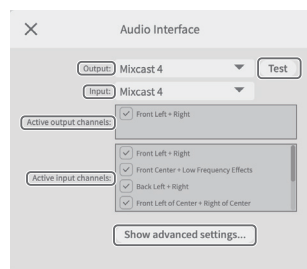 Audio Interface
Output: Mixcast 4 Test
Input: Mixcast 4
Active output channels: Front Left + Right
Active input channels: Front Left + Right
Front Center + Low Frequency Effects
Back Left + Right
Front Left of Center + Right of Center
Show advanced settings...